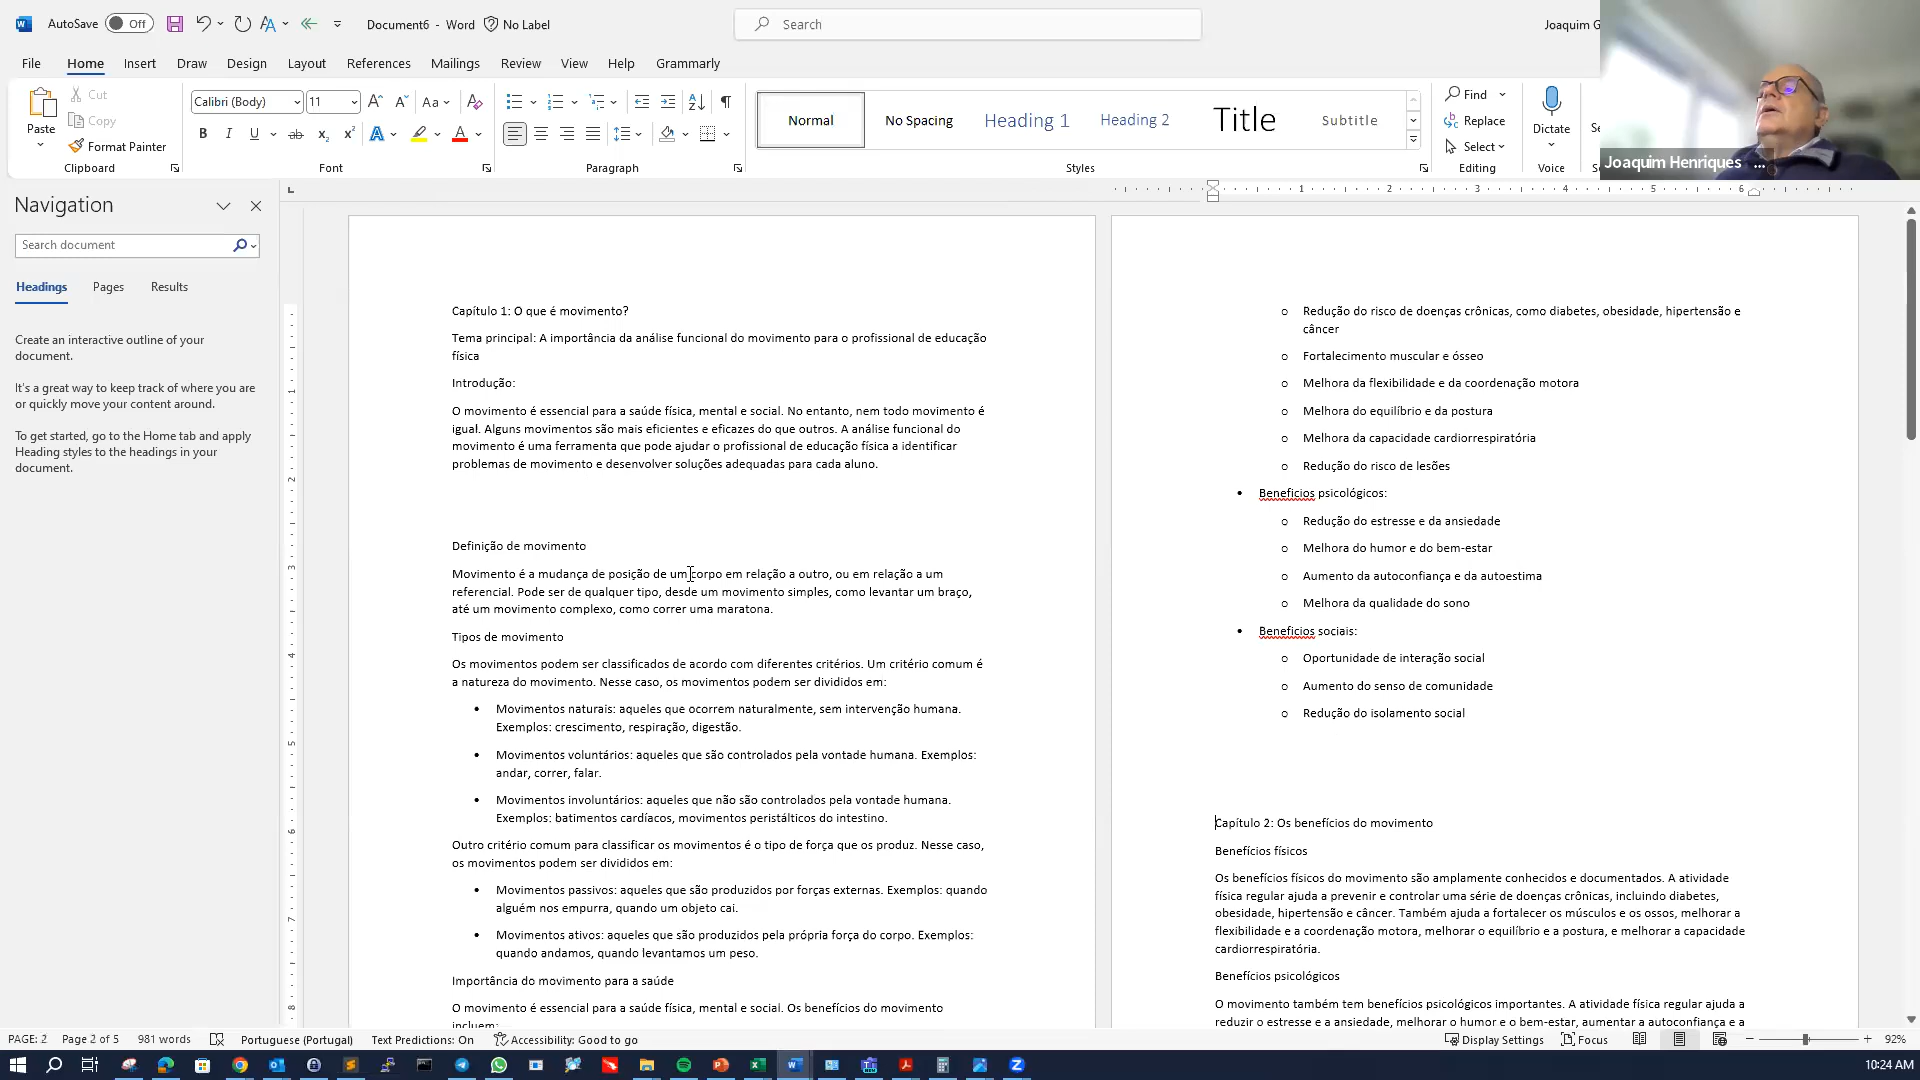 AutoSave Off Document6 - Word No Label Search Joaquim G
File Home Insert Draw Design Layout References Mailings Review View Help Grammarly
Paste Cut Copy Format Painter Clipboard
Calibri (Body) 11 Font
Paragraph
Normal No Spacing Heading 1 Heading 2 Title Subtitle Styles
Find Replace Select Editing
Dictate Voice
Joaquim Henriques ...
Navigation
Search document
Headings Pages Results
Create an interactive outline of your
document.
It's a great way to keep track of where you are
or quickly move your content around.
To get started, go to the Home tab and apply
Heading styles to the headings in your
document.
Capítulo 1: O que é movimento?
Tema principal: A importância da análise funcional do movimento para o profissional de educação
física
Introdução:
O movimento é essencial para a saúde física, mental e social. No entanto, nem todo movimento é
igual. Alguns movimentos são mais eficientes e eficazes do que outros. A análise funcional do
movimento é uma ferramenta que pode ajudar o profissional de educação física a identificar
problemas de movimento e desenvolver soluções adequadas para cada aluno.
Definição de movimento
Movimento é a mudança de posição de um corpo em relação a outro, ou em relação a um
referencial. Pode ser de qualquer tipo, desde um movimento simples, como levantar um braço,
até um movimento complexo, como correr uma maratona.
Tipos de movimento
Os movimentos podem ser classificados de acordo com diferentes critérios. Um critério comum é
a natureza do movimento. Nesse caso, os movimentos podem ser divididos em:
• Movimentos naturais: aqueles que ocorrem naturalmente, sem intervenção humana.
Exemplos: crescimento, respiração, digestão.
• Movimentos voluntários: aqueles que são controlados pela vontade humana. Exemplos:
andar, correr, falar.
• Movimentos involuntários: aqueles que não são controlados pela vontade humana.
Exemplos: batimentos cardíacos, movimentos peristálticos do intestino.
Outro critério comum para classificar os movimentos é o tipo de força que os produz. Nesse caso,
os movimentos podem ser divididos em:
• Movimentos passivos: aqueles que são produzidos por forças externas. Exemplos: quando
alguém nos empurra, quando um objeto cai.
• Movimentos ativos: aqueles que são produzidos pela própria força do corpo. Exemplos:
quando andamos, quando levantamos um peso.
Importância do movimento para a saúde
O movimento é essencial para a saúde física, mental e social. Os benefícios do movimento
incluem:
o Redução do risco de doenças crônicas, como diabetes, obesidade, hipertensão e
câncer
o Fortalecimento muscular e ósseo
o Melhora da flexibilidade e da coordenação motora
o Melhora do equilíbrio e da postura
o Melhora da capacidade cardiorrespiratória
o Redução do risco de lesões
• Beneficios psicológicos:
o Redução do estresse e da ansiedade
o Melhora do humor e do bem-estar
o Aumento da autoconfiança e da autoestima
o Melhora da qualidade do sono
• Beneficios sociais:
o Oportunidade de interação social
o Aumento do senso de comunidade
o Redução do isolamento social
Capítulo 2: Os benefícios do movimento
Benefícios físicos
Os benefícios físicos do movimento são amplamente conhecidos e documentados. A atividade
física regular ajuda a prevenir e controlar uma série de doenças crônicas, incluindo diabetes,
obesidade, hipertensão e câncer. Também ajuda a fortalecer os músculos e os ossos, melhorar a
flexibilidade e a coordenação motora, melhorar o equilíbrio e a postura, e melhorar a capacidade
cardiorrespiratória.
Benefícios psicológicos
O movimento também tem benefícios psicológicos importantes. A atividade física regular ajuda a
reduzir o estresse e a ansiedade, melhorar o humor e o bem-estar, aumentar a autoconfiança e a
PAGE: 2 Page 2 of 5 981 words Portuguese (Portugal) Text Predictions: On Accessibility: Good to go Display Settings Focus 92%
10:24 AM